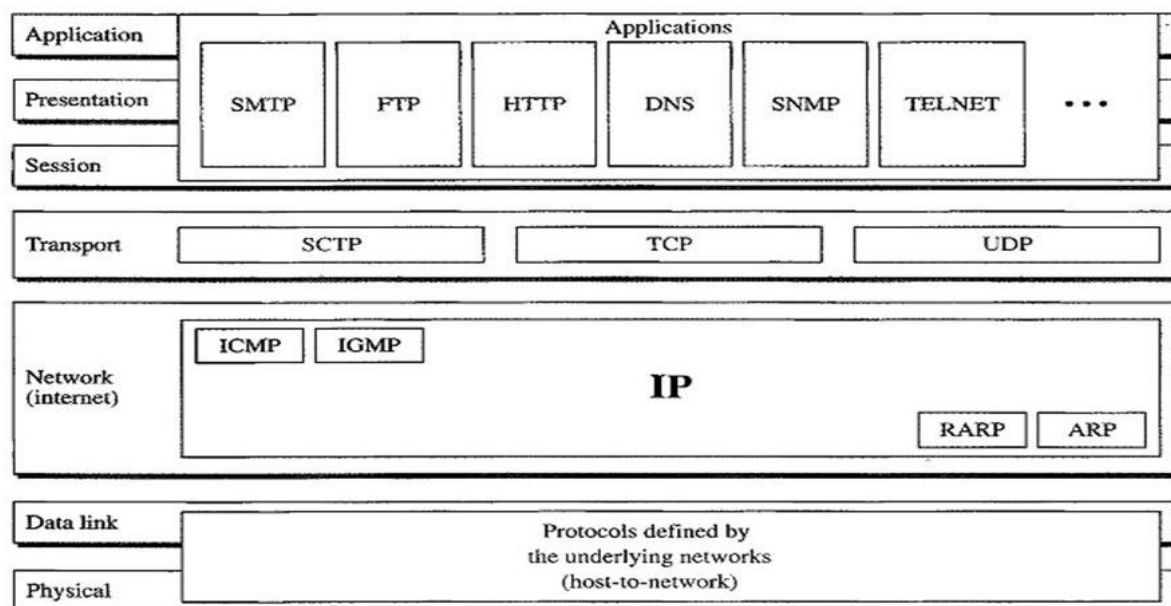 Application
Applications
Presentation
SMTP
FTP
HTTP
DNS
SNMP
TELNET
•••
Session
Transport
SCTP
TCP
UDP
ICMP
IGMP
Network
(internet)
IP
RARP
ARP
Data link
Protocols defined by
the underlying networks
(host-to-network)
Physical